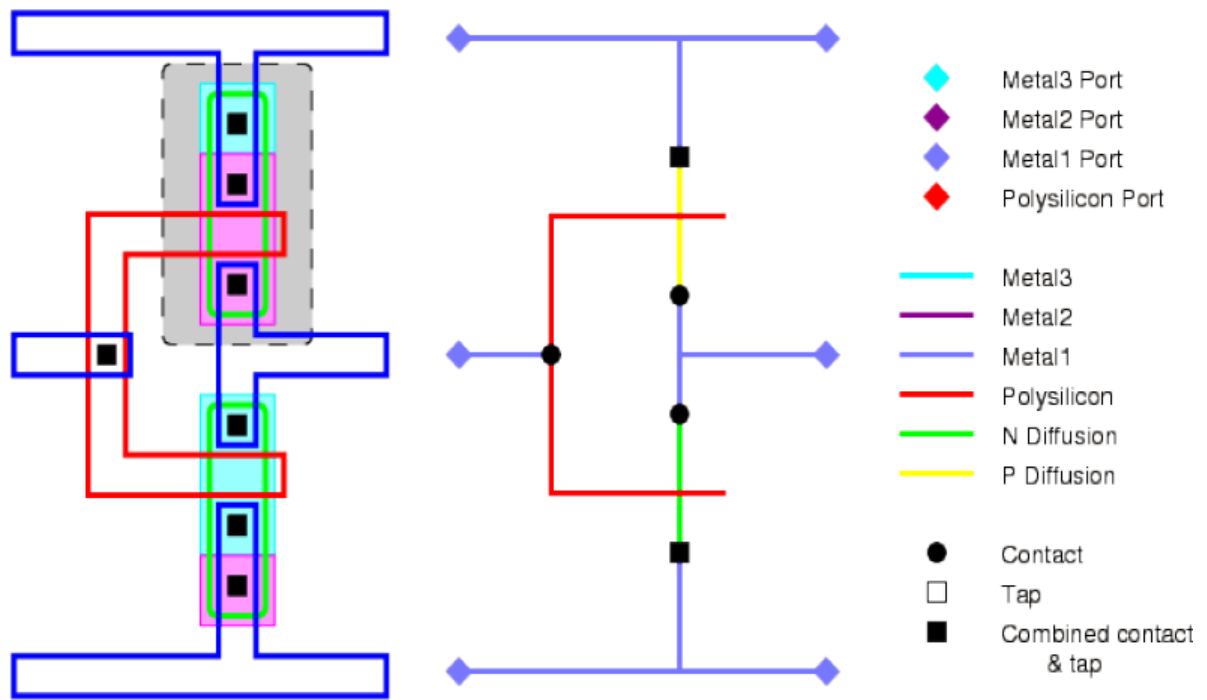 Metal3 Port
Metal2 Port
Metal1 Port
Polysilicon Port
Metal3
Metal2
Metal1
Polysilicon
N Diffusion
P Diffusion
Contact
Tap
Combined contact
& tap